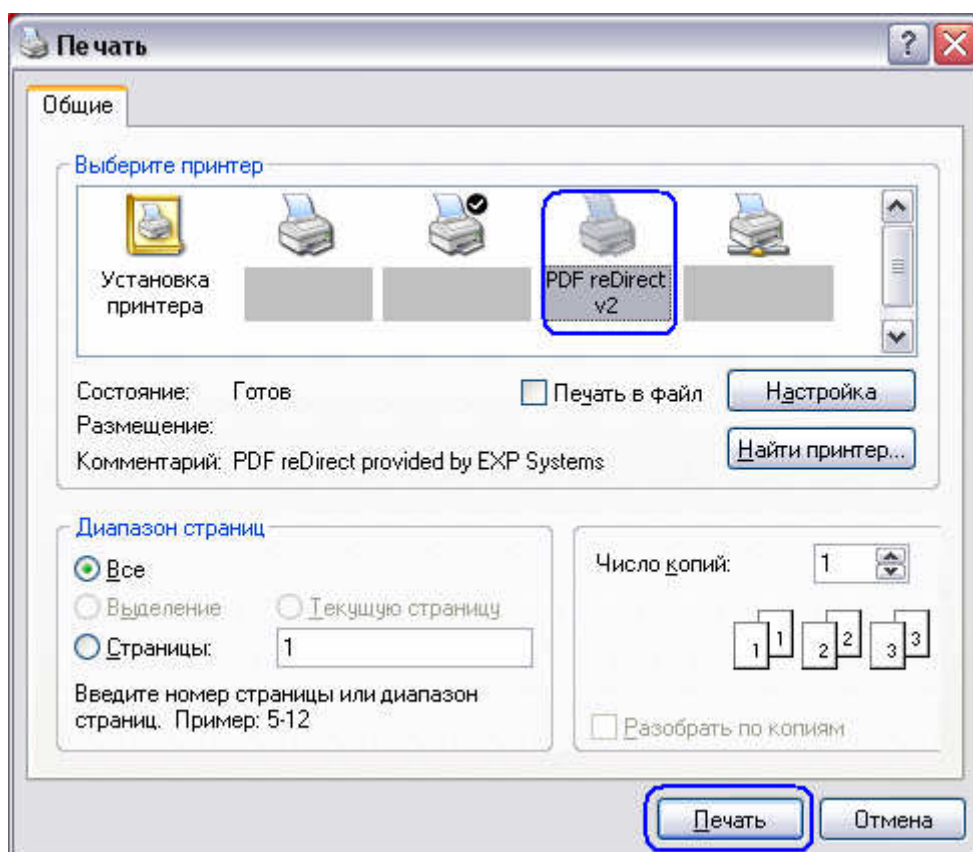 Печать
Общие
Выберите принтер
Установка принтера
PDF reDirect v2
Состояние: Готов
Печать в файл
Настройка
Размещение:
Комментарий: PDF reDirect provided by EXP Systems
Найти принтер...
Диапазон страниц
Все
Выделение
Текущую страницу
Страницы: 1
Введите номер страницы или диапазон
страниц. Пример: 5-12
Число копий: 1
1 1 2 2 3 3
Разобрать по копиям
Печать
Отмена